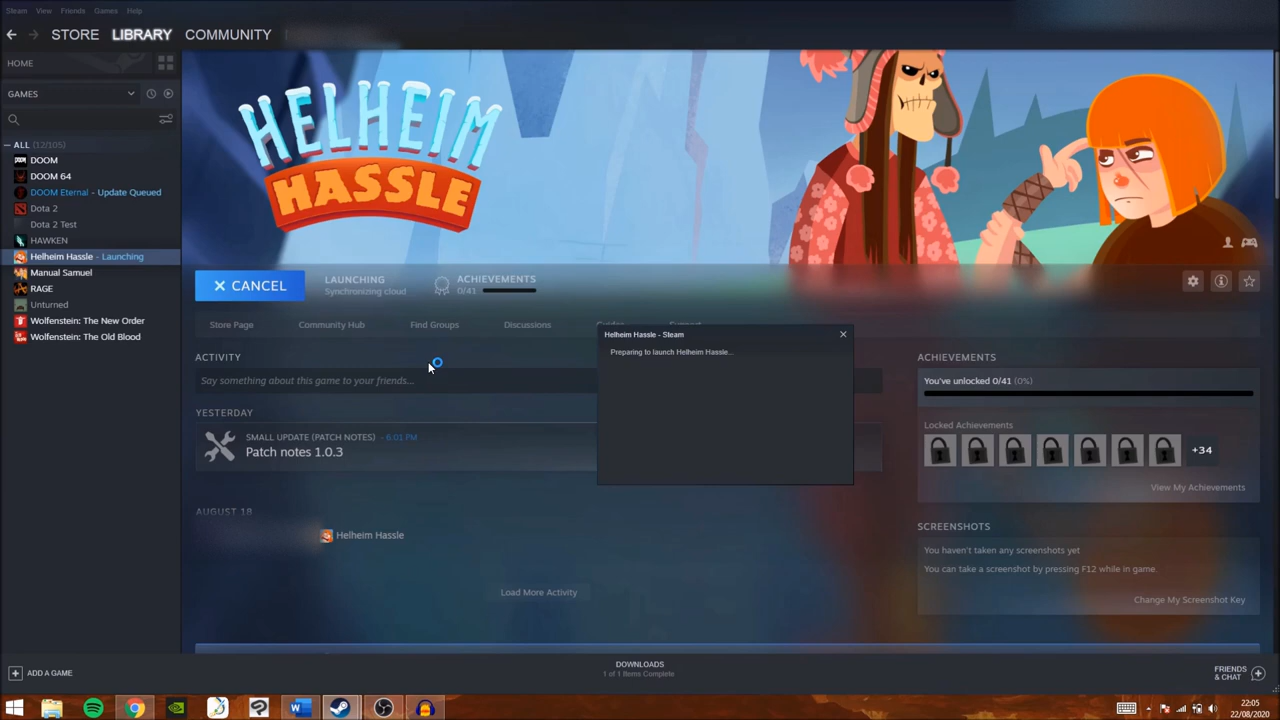 Steam View Friends Games Help
STORE LIBRARY COMMUNITY
HOME
GAMES
ALL (12/105)
DOOM
DOOM 64
DOOM Eternal - Update Queued
Dota 2
Dota 2 Test
HAWKEN
Helheim Hassle - Launching
Manual Samuel
RAGE
Unturned
Wolfenstein: The New Order
Wolfenstein: The Old Blood
HELHEIM
HASSLE
CANCEL
LAUNCHING
Synchronizing cloud
ACHIEVEMENTS
0/41
Store Page Community Hub Find Groups Discussions Guides Support
Helheim Hassle - Steam
Preparing to launch Helheim Hassle...
ACTIVITY
Say something about this game to your friends...
YESTERDAY
SMALL UPDATE (PATCH NOTES) - 6:01 PM
Patch notes 1.0.3
AUGUST 18
Helheim Hassle
Load More Activity
ACHIEVEMENTS
You've unlocked 0/41 (0%)
Locked Achievements
+34
View My Achievements
SCREENSHOTS
You haven't taken any screenshots yet
You can take a screenshot by pressing F12 while in game.
Change My Screenshot Key
ADD A GAME
DOWNLOADS
1 of 1 Items Complete
FRIENDS
& CHAT
22:05
22/08/2020